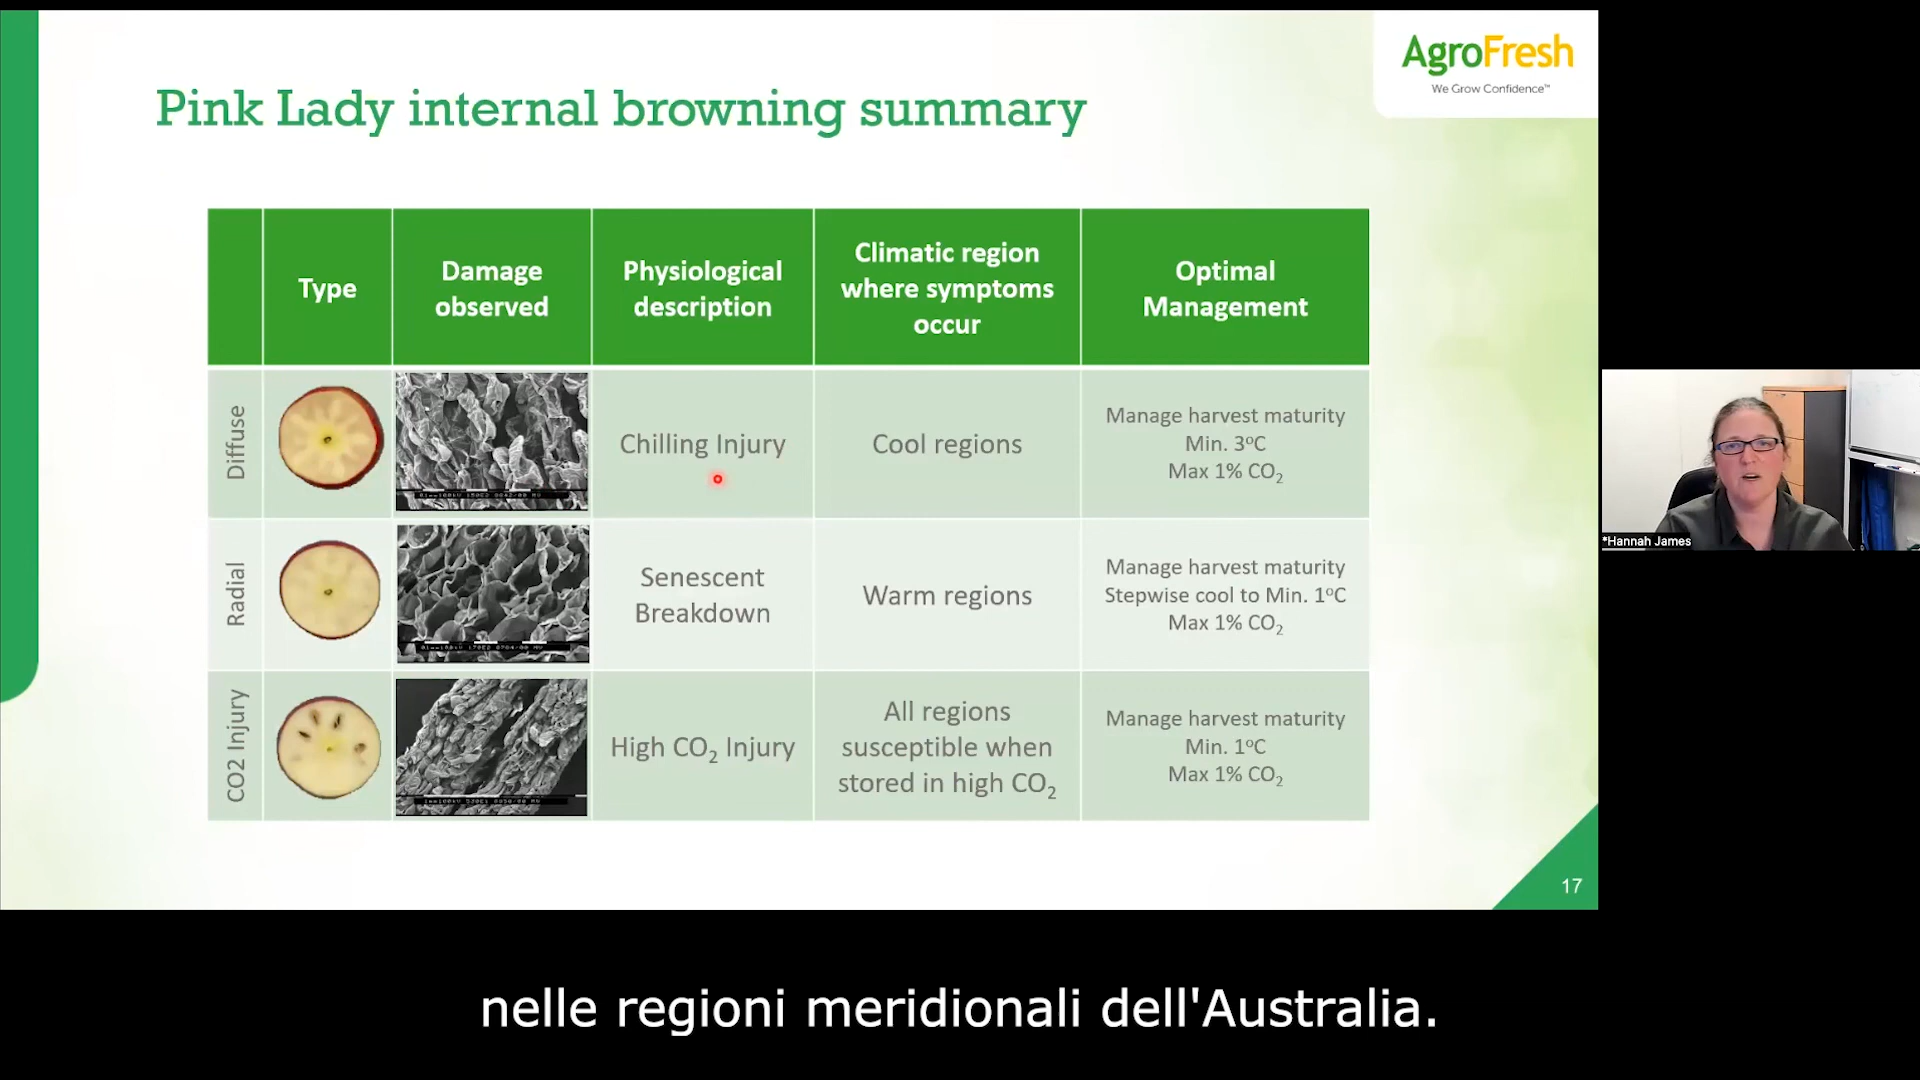 AgroFresh
We Grow Confidence™
Pink Lady internal browning summary
Type
Damage
observed
Physiological
description
Climatic region
where symptoms
occur
Optimal
Management
Diffuse
Chilling Injury
Cool regions
Manage harvest maturity
Min. 3°C
Max 1% CO₂
Radial
Senescent
Breakdown
Warm regions
Manage harvest maturity
Stepwise cool to Min. 1°C
Max 1% CO₂
CO2 Injury
High CO₂ Injury
All regions
susceptible when
stored in high CO₂
Manage harvest maturity
Min. 1°C
Max 1% CO₂
17
*Hannah James
nelle regioni meridionali dell'Australia.